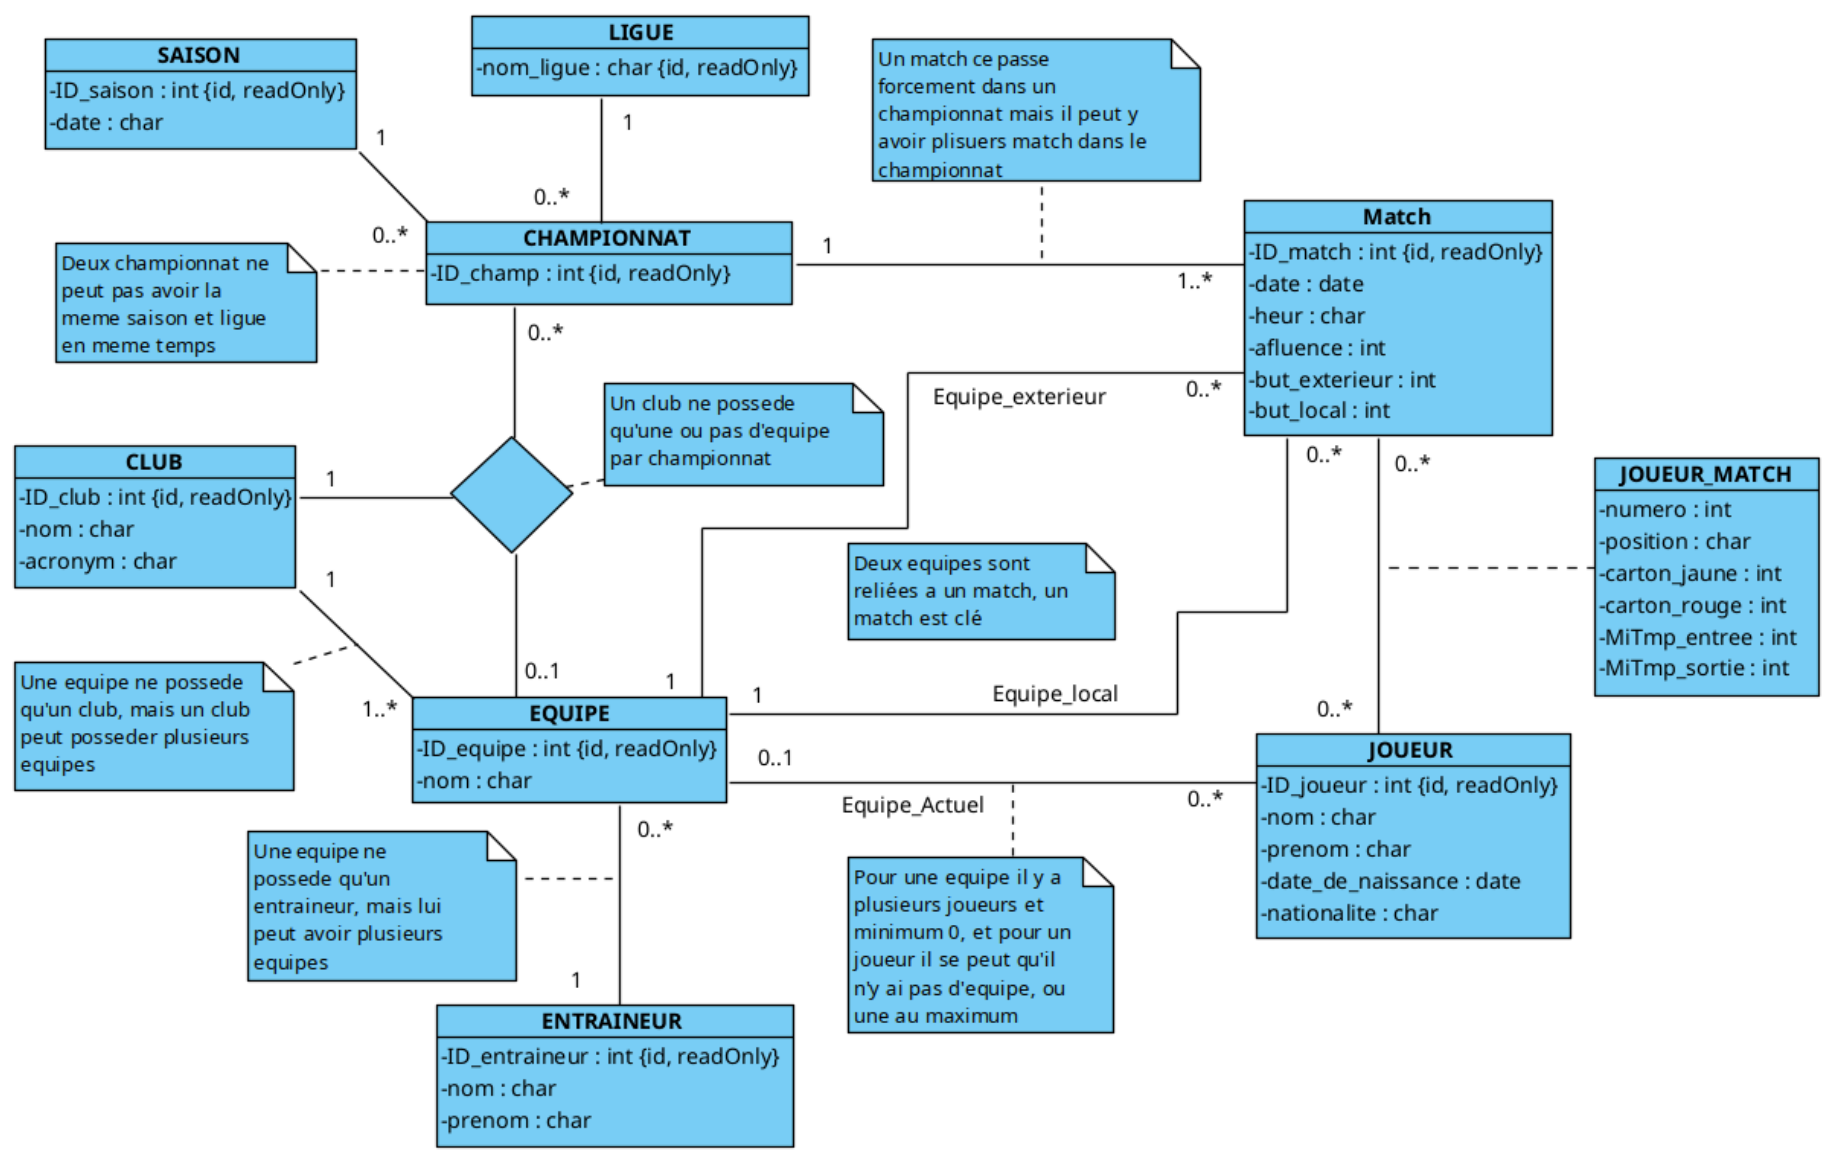 SAISON
-ID_saison : int {id, readOnly}
-date : char
LIGUE
-nom_ligue : char {id, readOnly}
Un match ce passe
forcement dans un
championnat mais il peut y
avoir plisuers match dans le
championnat
1
1
0..*
0..*
CHAMPIONNAT
-ID_champ : int {id, readOnly}
1
1..*
Match
-ID_match : int {id, readOnly}
-date : date
-heur : char
-afluence : int
-but_exterieur : int
-but_local : int
Deux championnat ne
peut pas avoir la
meme saison et ligue
en meme temps
0..*
Un club ne possede
qu'une ou pas d'equipe
par championnat
Equipe_exterieur
0..*
CLUB
-ID_club : int {id, readOnly}
-nom : char
-acronym : char
1
1
0..*
0..*
JOUEUR_MATCH
-numero : int
-position : char
-carton_jaune : int
-carton_rouge : int
-MiTmp_entree : int
-MiTmp_sortie : int
Deux equipes sont
reliées a un match, un
match est clé
Une equipe ne possede
qu'un club, mais un club
peut posseder plusieurs
equipes
1..*
0..1
1
1
Equipe_local
0..*
EQUIPE
-ID_equipe : int {id, readOnly}
-nom : char
0..1
Equipe_Actuel
0..*
JOUEUR
-ID_joueur : int {id, readOnly}
-nom : char
-prenom : char
-date_de_naissance : date
-nationalite : char
0..*
Une equipe ne
possede qu'un
entraineur, mais lui
peut avoir plusieurs
equipes
Pour une equipe il y a
plusieurs joueurs et
minimum 0, et pour un
joueur il se peut qu'il
n'y ai pas d'equipe, ou
une au maximum
1
ENTRAINEUR
-ID_entraineur : int {id, readOnly}
-nom : char
-prenom : char